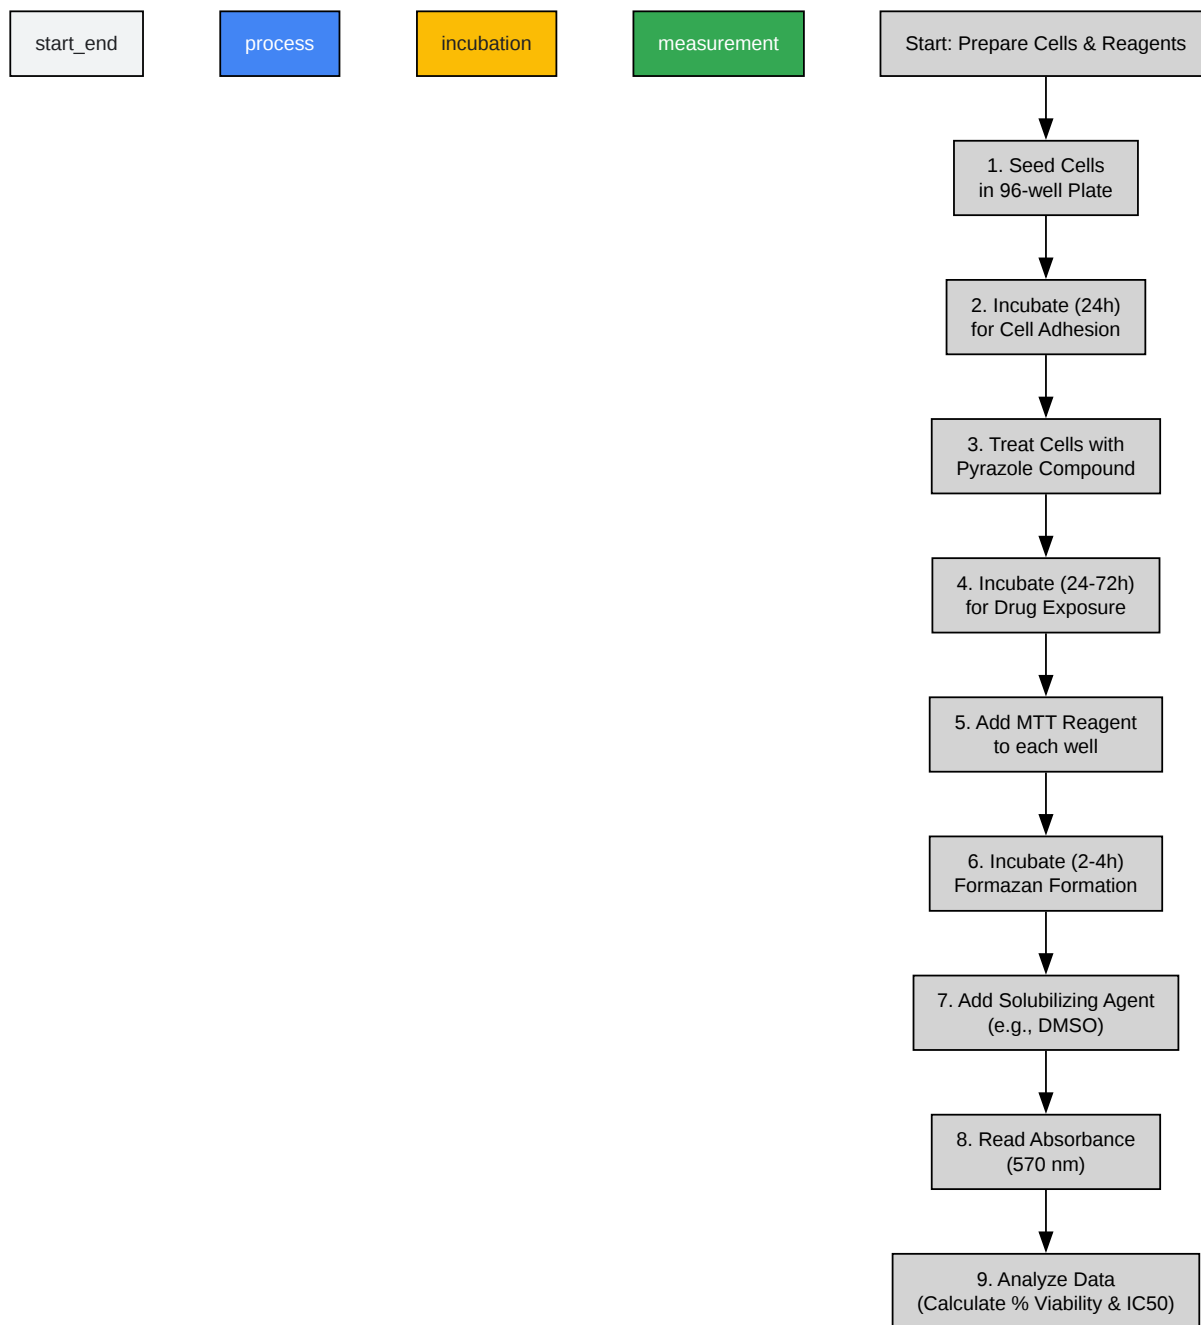 start_end
process
incubation
measurement
Start: Prepare Cells & Reagents
1. Seed Cells
in 96-well Plate
2. Incubate (24h)
for Cell Adhesion
3. Treat Cells with
Pyrazole Compound
4. Incubate (24-72h)
for Drug Exposure
5. Add MTT Reagent
to each well
6. Incubate (2-4h)
Formazan Formation
7. Add Solubilizing Agent
(e.g., DMSO)
8. Read Absorbance
(570 nm)
9. Analyze Data
(Calculate % Viability & IC50)